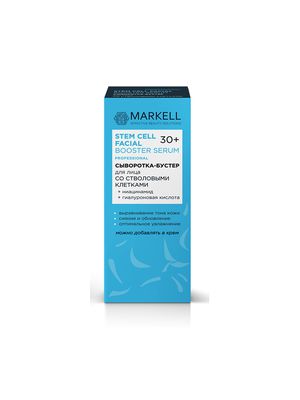 MARKELL
EFFECTIVE BEAUTY SOLUTIONS
STEM CELL
FACIAL
30+
BOOSTER SERUM
PROFESSIONAL
СЫВОРОТКА-БУСТЕР
ДЛЯ ЛИЦА
СО СТВОЛОВЫМИ
КЛЕТКАМИ
+ ниацинамид
+ гиалуроновая кислота
выравнивание тона кожи
сияние и обновление
оптимальное увлажнение
можно добавлять в крем